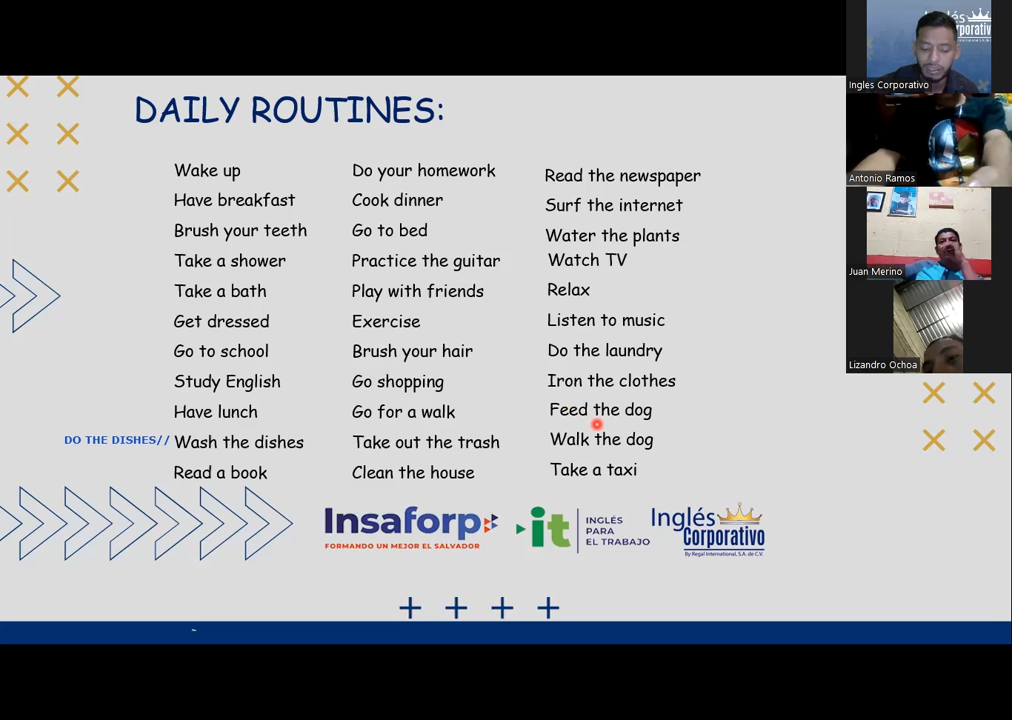 DAILY ROUTINES:
Wake up
Have breakfast
Brush your teeth
Take a shower
Take a bath
Get dressed
Go to school
Study English
Have lunch
DO THE DISHES// Wash the dishes
Read a book
Do your homework
Cook dinner
Go to bed
Practice the guitar
Play with friends
Exercise
Brush your hair
Go shopping
Go for a walk
Take out the trash
Clean the house
Read the newspaper
Surf the internet
Water the plants
Watch TV
Relax
Listen to music
Do the laundry
Iron the clothes
Feed the dog
Walk the dog
Take a taxi
Insaforp
FORMANDO UN MEJOR EL SALVADOR
it
INGLÉS
PARA
EL TRABAJO
Inglés
Corporativo
By Regal International, S.A. de C.V.
Ingles Corporativo
Antonio Ramos
Juan Merino
Lizandro Ochoa